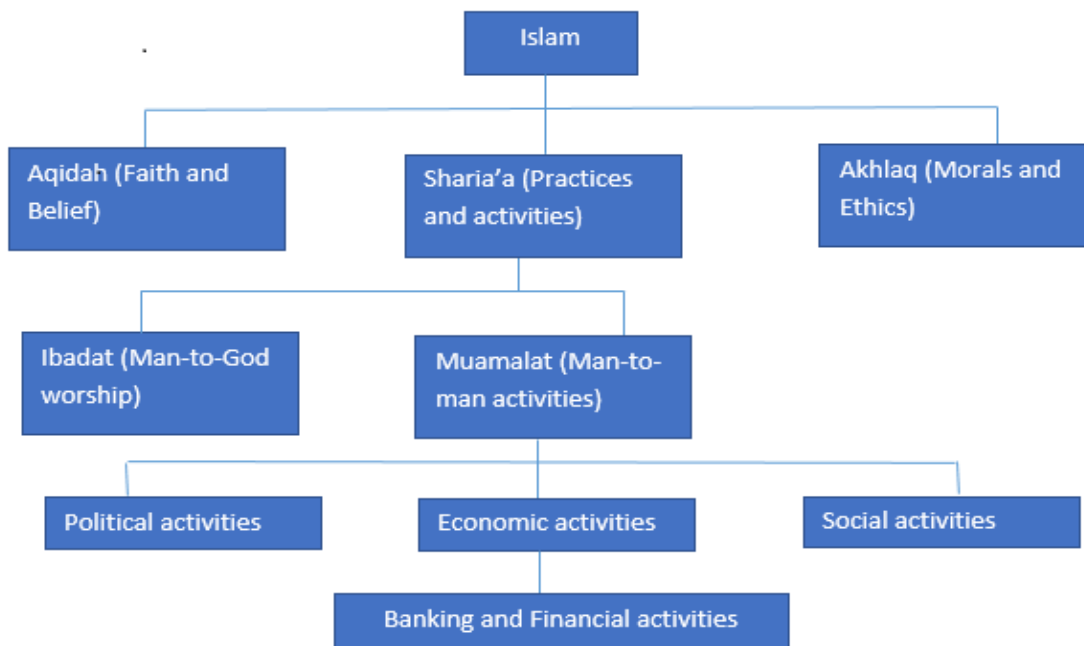 Islam
Aqidah (Faith and
Belief)
Sharia’a (Practices
and activities)
Akhlaq (Morals and
Ethics)
Ibadat (Man-to-God
worship)
Muamalat (Man-to-
man activities)
Political activities
Economic activities
Social activities
Banking and Financial activities